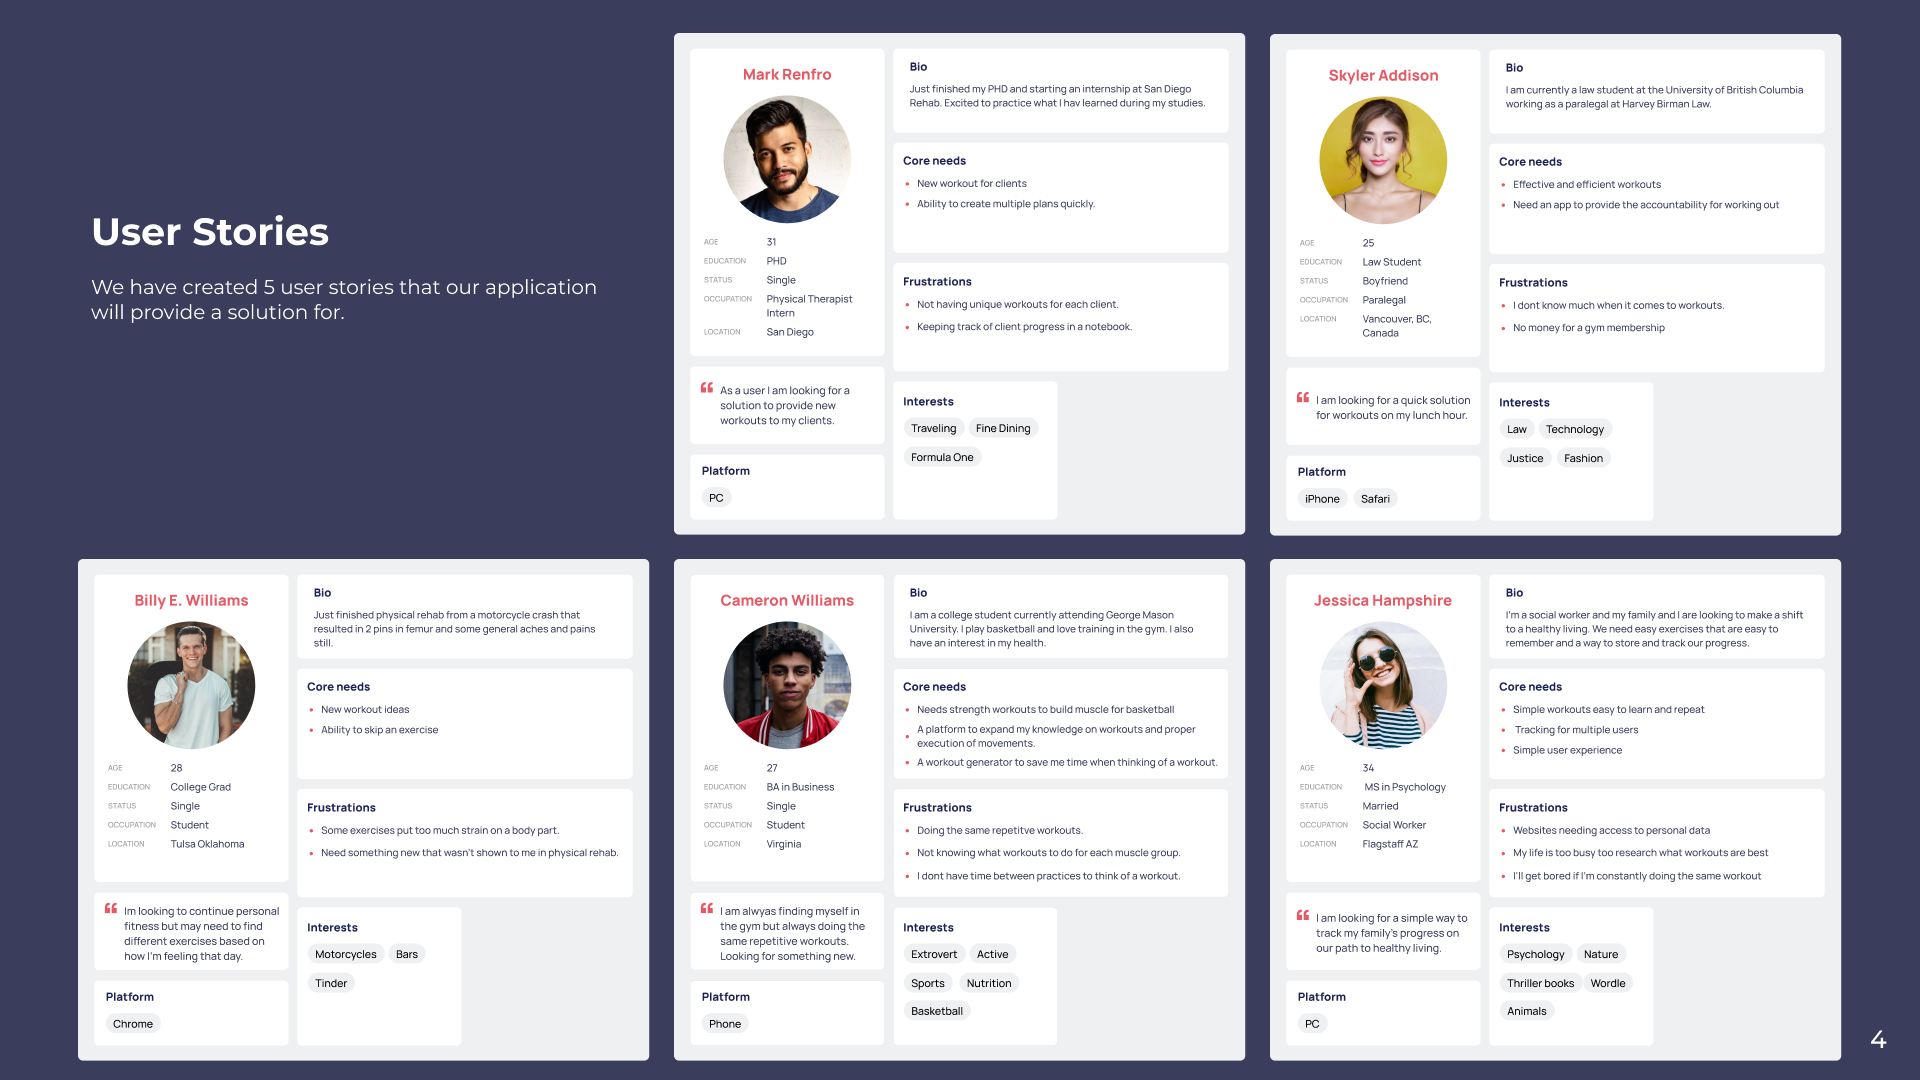 User Stories
We have created 5 user stories that our application
will provide a solution for.
Mark Renfro
AGE 31
EDUCATION PHD
STATUS Single
OCCUPATION Physical Therapist
Intern
LOCATION San Diego
“ As a user I am looking for a
solution to provide new
workouts to my clients.
Platform
PC
Bio
Just finished my PHD and starting an internship at San Diego
Rehab. Excited to practice what I hav learned during my studies.
Core needs
• New workout for clients
• Ability to create multiple plans quickly.
Frustrations
• Not having unique workouts for each client.
• Keeping track of client progress in a notebook.
Interests
Traveling Fine Dining
Formula One
Skyler Addison
AGE 25
EDUCATION Law Student
STATUS Boyfriend
OCCUPATION Paralegal
LOCATION Vancouver, BC,
Canada
“ I am looking for a quick solution
for workouts on my lunch hour.
Platform
iPhone Safari
Bio
I am currently a law student at the University of British Columbia
working as a paralegal at Harvey Birman Law.
Core needs
• Effective and efficient workouts
• Need an app to provide the accountability for working out
Frustrations
• I dont know much when it comes to workouts.
• No money for a gym membership
Interests
Law Technology
Justice Fashion
Billy E. Williams
AGE 28
EDUCATION College Grad
STATUS Single
OCCUPATION Student
LOCATION Tulsa Oklahoma
“ Im looking to continue personal
fitness but may need to find
different exercises based on
how I'm feeling that day.
Platform
Chrome
Bio
Just finished physical rehab from a motorcycle crash that
resulted in 2 pins in femur and some general aches and pains
still.
Core needs
• New workout ideas
• Ability to skip an exercise
Frustrations
• Some exercises put too much strain on a body part.
• Need something new that wasn't shown to me in physical rehab.
Interests
Motorcycles Bars
Tinder
Cameron Williams
AGE 27
EDUCATION BA in Business
STATUS Single
OCCUPATION Student
LOCATION Virginia
“ I am alwyas finding myself in
the gym but always doing the
same repetitive workouts.
Looking for something new.
Platform
Phone
Bio
I am a college student currently attending George Mason
University. I play basketball and love training in the gym. I also
have an interest in my health.
Core needs
• Needs strength workouts to build muscle for basketball
• A platform to expand my knowledge on workouts and proper
execution of movements.
• A workout generator to save me time when thinking of a workout.
Frustrations
• Doing the same repetitve workouts.
• Not knowing what workouts to do for each muscle group.
• I dont have time between practices to think of a workout.
Interests
Extrovert Active
Sports Nutrition
Basketball
Jessica Hampshire
AGE 34
EDUCATION MS in Psychology
STATUS Married
OCCUPATION Social Worker
LOCATION Flagstaff AZ
“ I am looking for a simple way to
track my family's progress on
our path to healthy living.
Platform
PC
Bio
I'm a social worker and my family and I are looking to make a shift
to a healthy living. We need easy exercises that are easy to
remember and a way to store and track our progress.
Core needs
• Simple workouts easy to learn and repeat
• Tracking for multiple users
• Simple user experience
Frustrations
• Websites needing access to personal data
• My life is too busy too research what workouts are best
• I'll get bored if I'm constantly doing the same workout
Interests
Psychology Nature
Thriller books Wordle
Animals
4